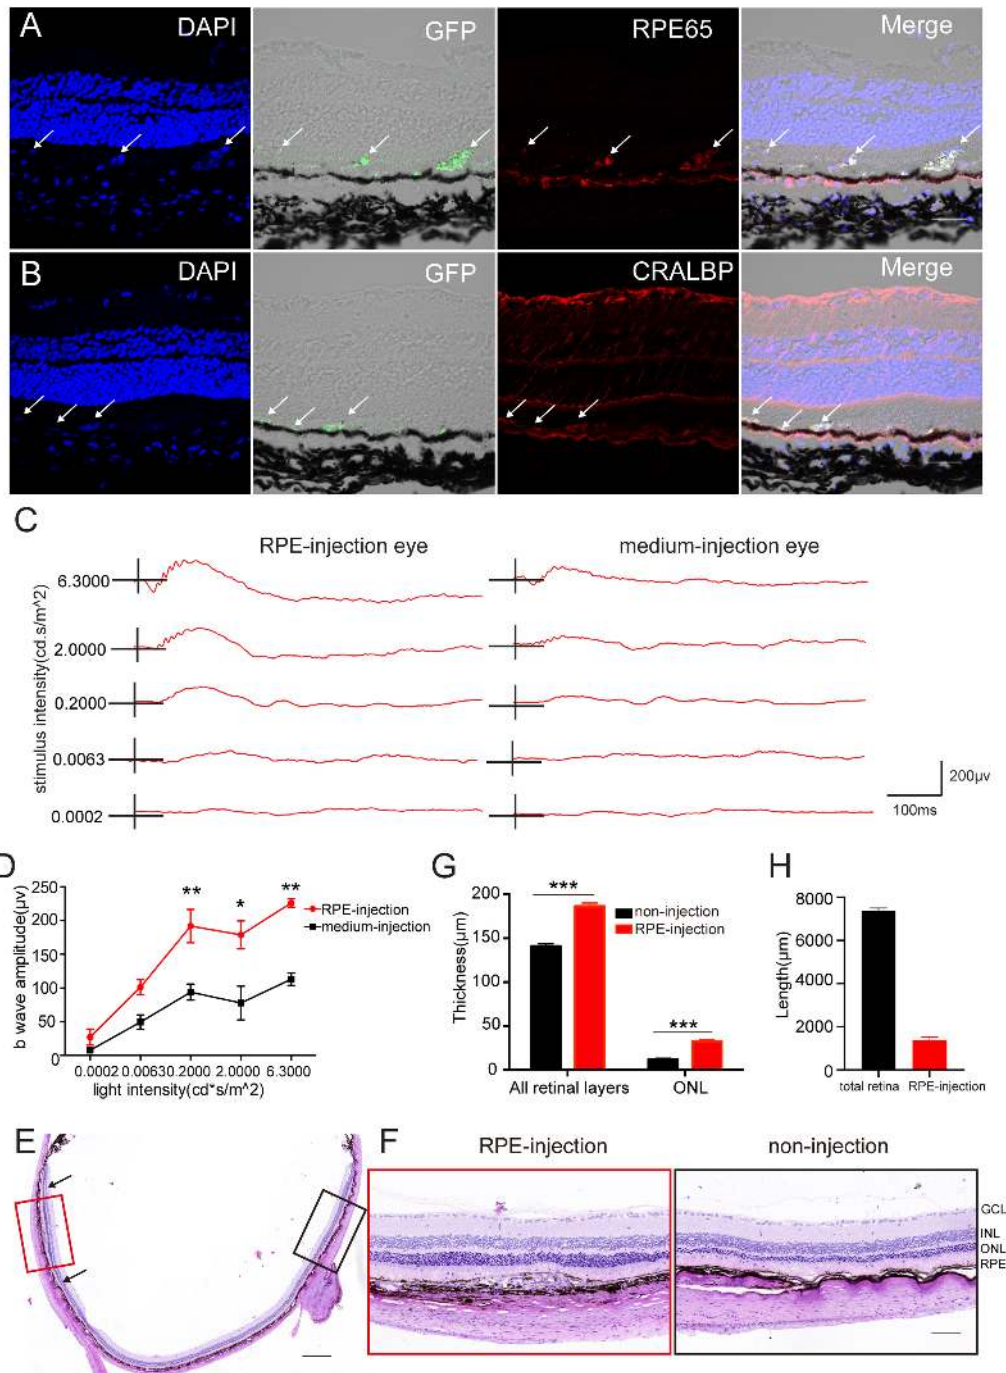 A DAPI GFP RPE65 Merge
B DAPI GFP CRALBP Merge
C
RPE-injection eye medium-injection eye
stimulus intensity(cd.s/m^2)
6.3000
2.0000
0.2000
0.0063
0.0002
200μv
100ms
D
b wave amplitude(μv)
250
200
150
100
50
0
** * **
RPE-injection
medium-injection
0.0002 0.0063 0.2000 2.0000 6.3000
light intensity(cd*s/m^2)
G
Thickness(μm)
200
150
100
50
0
*** ***
non-injection
RPE-injection
All retinal layers ONL
H
Length(μm)
8000
6000
4000
2000
0
total retina RPE-injection
E
F RPE-injection non-injection
GCL
INL
ONL
RPE